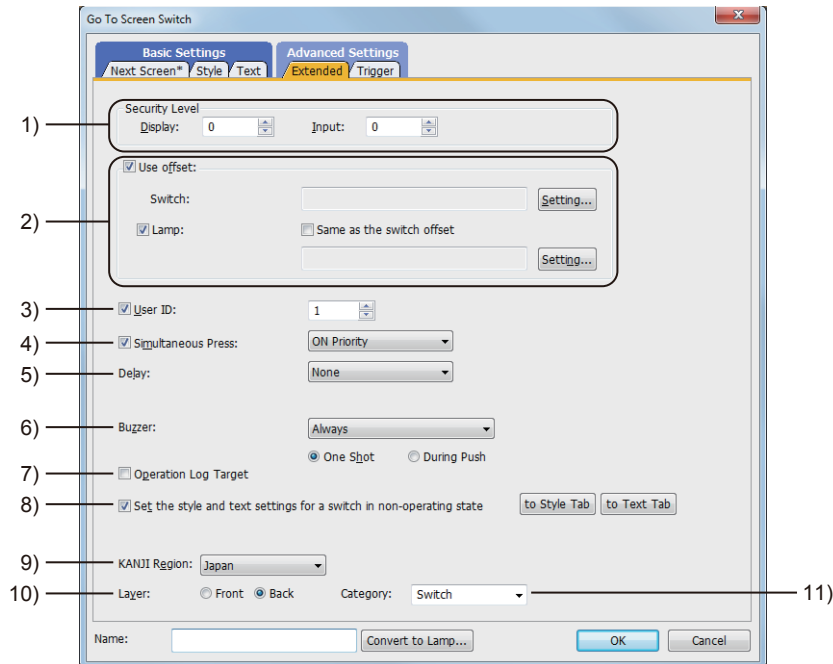 Go To Screen Switch
Basic Settings Advanced Settings
Next Screen* Style Text Extended Trigger
Security Level
1) Display: 0 Input: 0
Use offset:
Switch: Setting...
2)
Lamp: Same as the switch offset
Setting...
3) User ID: 1
4) Simultaneous Press: ON Priority
5) Delay: None
6) Buzzer: Always
One Shot During Push
7) Operation Log Target
8) Set the style and text settings for a switch in non-operating state to Style Tab to Text Tab
9) KANJI Region: Japan
10) Layer: Front Back Category: Switch 11)
Name: Convert to Lamp... OK Cancel